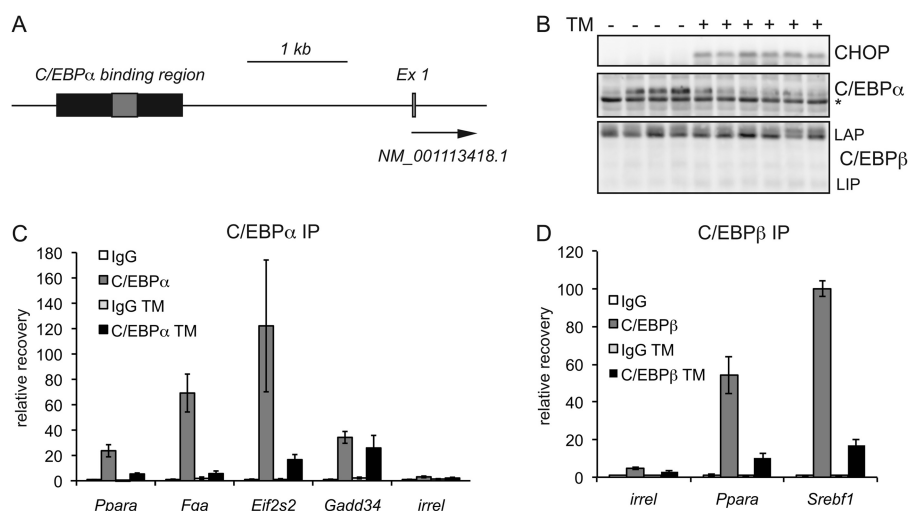 A
1 kb
C/EBPα binding region
Ex 1
NM_001113418.1
B
TM - - - - + + + + + +
CHOP
C/EBPα
*
LAP
C/EBPβ
LIP
C
C/EBPα IP
IgG
C/EBPα
IgG TM
C/EBPα TM
relative recovery
180
160
140
120
100
80
60
40
20
0
Ppara Fga Eif2s2 Gadd34 irrel
D
C/EBPβ IP
IgG
C/EBPβ
IgG TM
C/EBPβ TM
relative recovery
120
100
80
60
40
20
0
irrel Ppara Srebf1